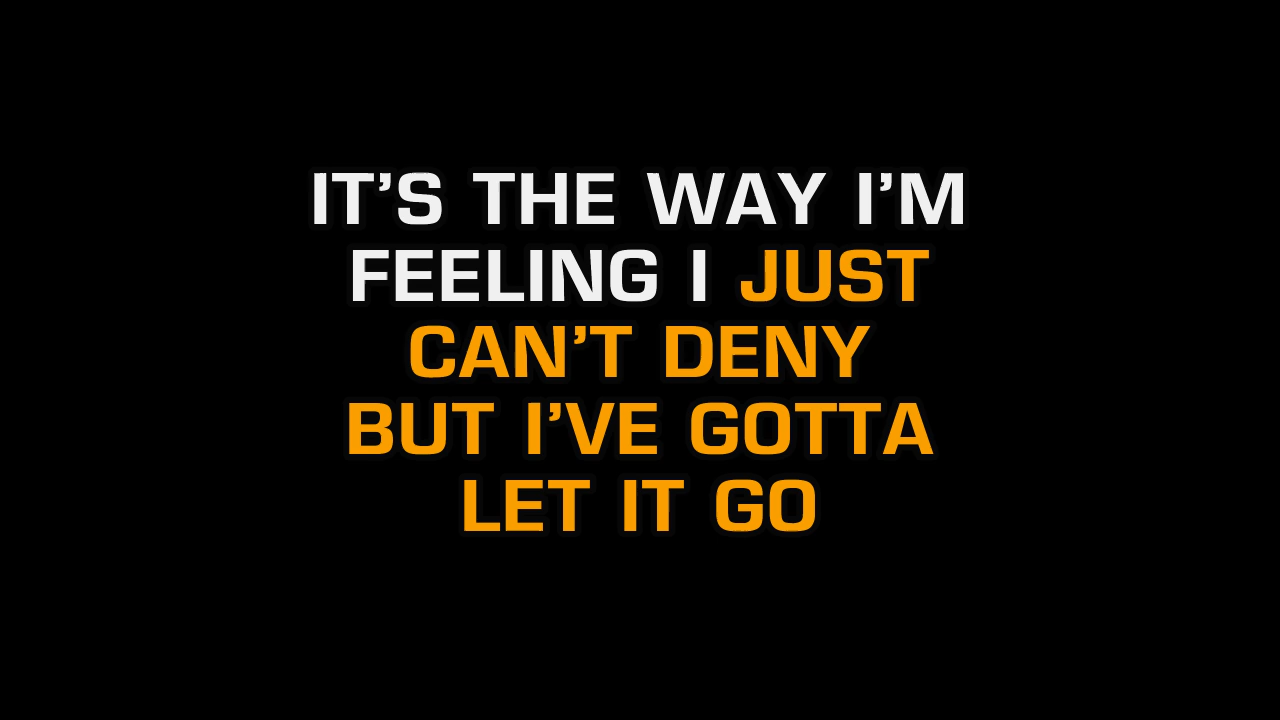 IT’S THE WAY I’M
FEELING I JUST
CAN’T DENY
BUT I’VE GOTTA
LET IT GO